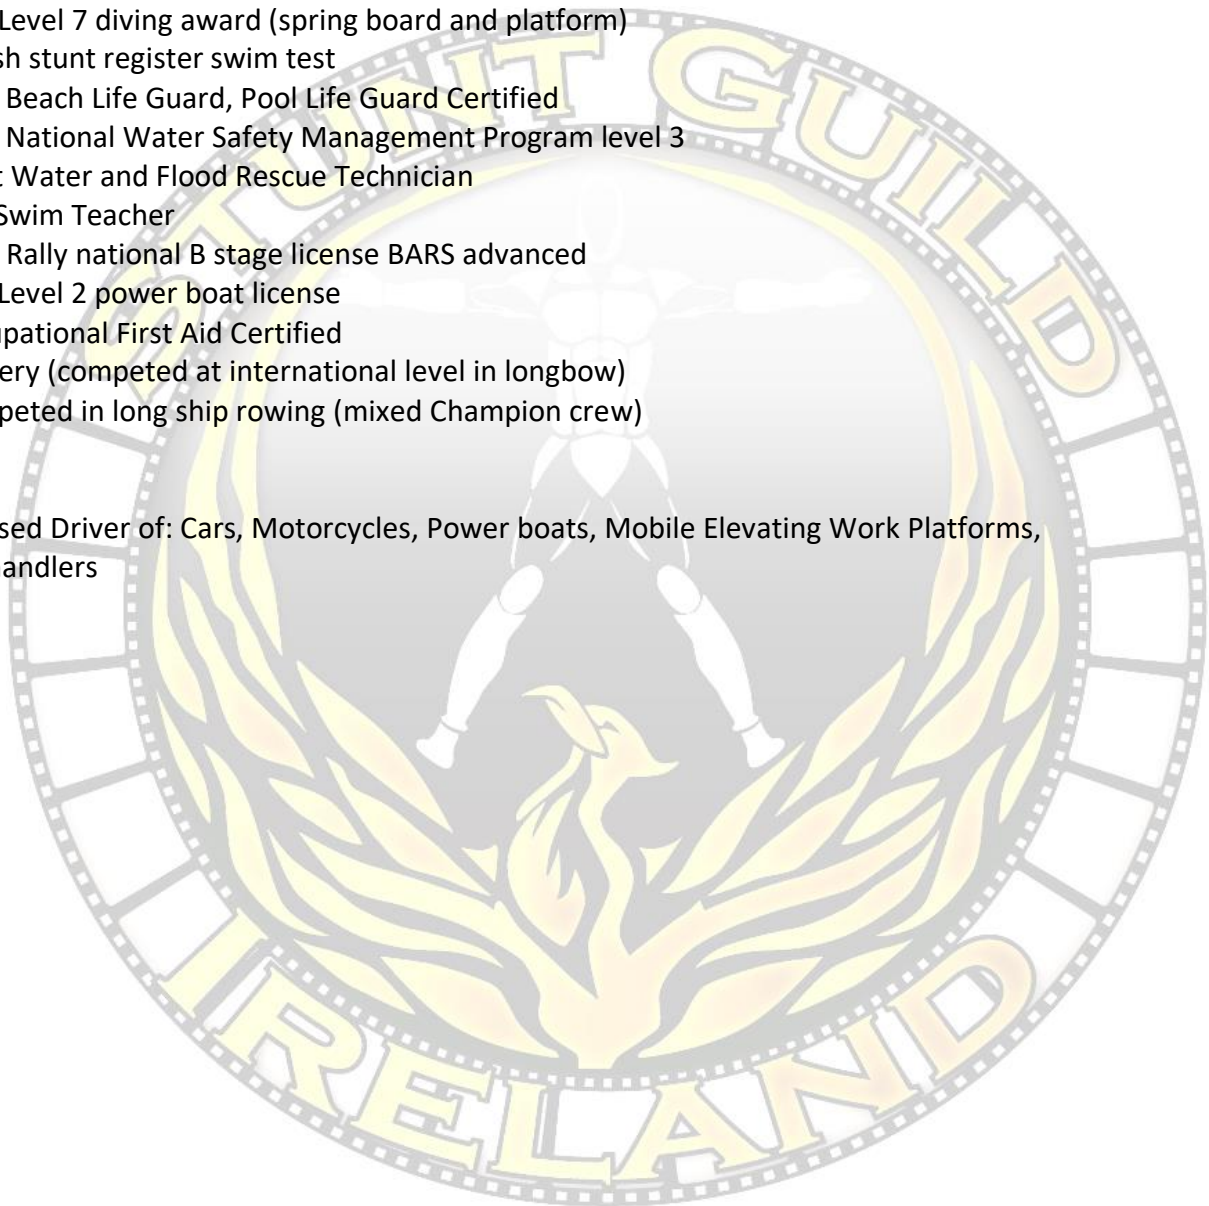 STUNT GUILD
Level 7 diving award (spring board and platform)
sh stunt register swim test
Beach Life Guard, Pool Life Guard Certified
National Water Safety Management Program level 3
t Water and Flood Rescue Technician
Swim Teacher
Rally national B stage license BARS advanced
Level 2 power boat license
upational First Aid Certified
ery (competed at international level in longbow)
peted in long ship rowing (mixed Champion crew)
sed Driver of: Cars, Motorcycles, Power boats, Mobile Elevating Work Platforms,
andlers
IRELAND